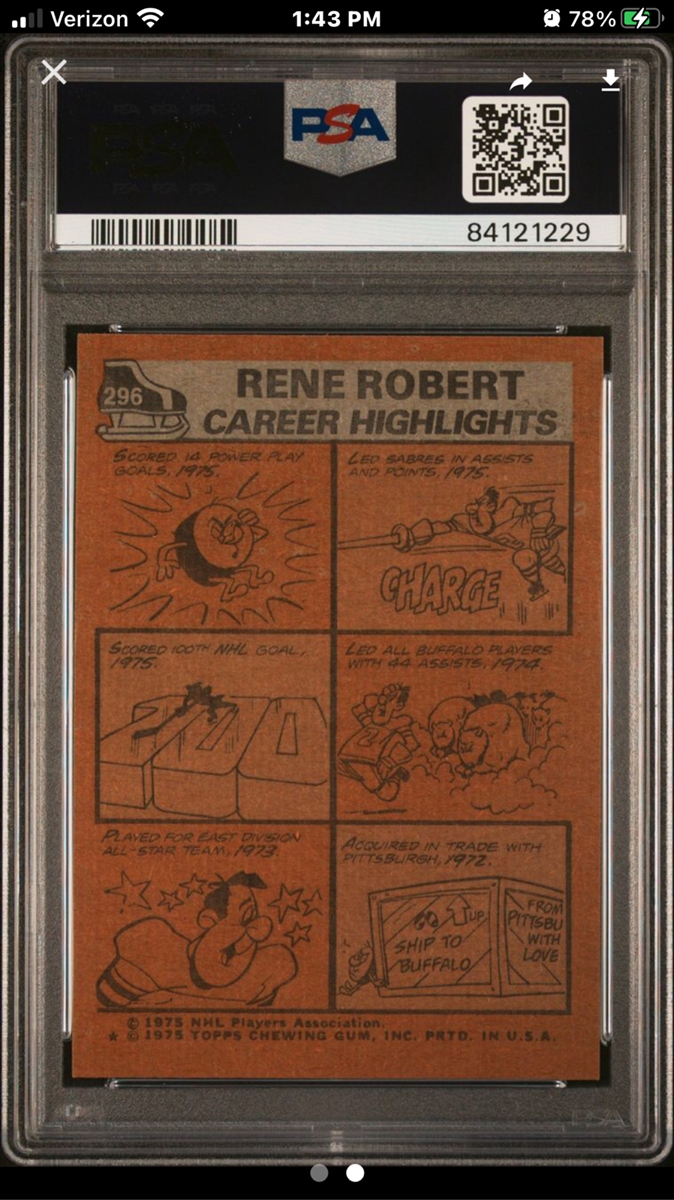 Verizon 1:43 PM 78%
PSA
84121229
296
RENE ROBERT
CAREER HIGHLIGHTS
SCORED 14 POWER PLAY
GOALS, 1975.
LED SABRES IN ASSISTS
AND POINTS, 1975.
CHARGE
SCORED 100TH NHL GOAL,
1975.
100
LED ALL BUFFALO PLAYERS
WITH 44 ASSISTS, 1974.
PLAYED FOR EAST DIVISION
ALL-STAR TEAM, 1973.
ACQUIRED IN TRADE WITH
PITTSBURGH, 1972.
UP
SHIP TO
BUFFALO
FROM
PITTSBU
WITH
LOVE
© 1975 NHL Players Association.
★ © 1975 TOPPS CHEWING GUM, INC. PRTD. IN U.S.A.